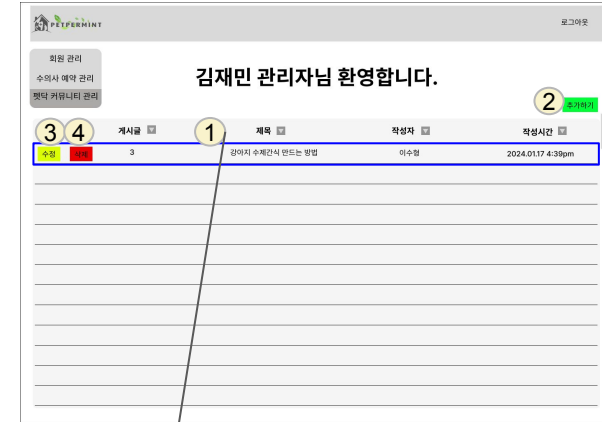 PETFERMINT
로그아웃
회원 관리
수의사 예약 관리
펫닥 커뮤니티 관리
김재민 관리자님 환영합니다.
2
추가하기
3 4 게시글 1 제목 작성자 작성시간
수정 삭제 3 강아지 수제간식 만드는 방법 이수형 2024.01.17 4:39pm